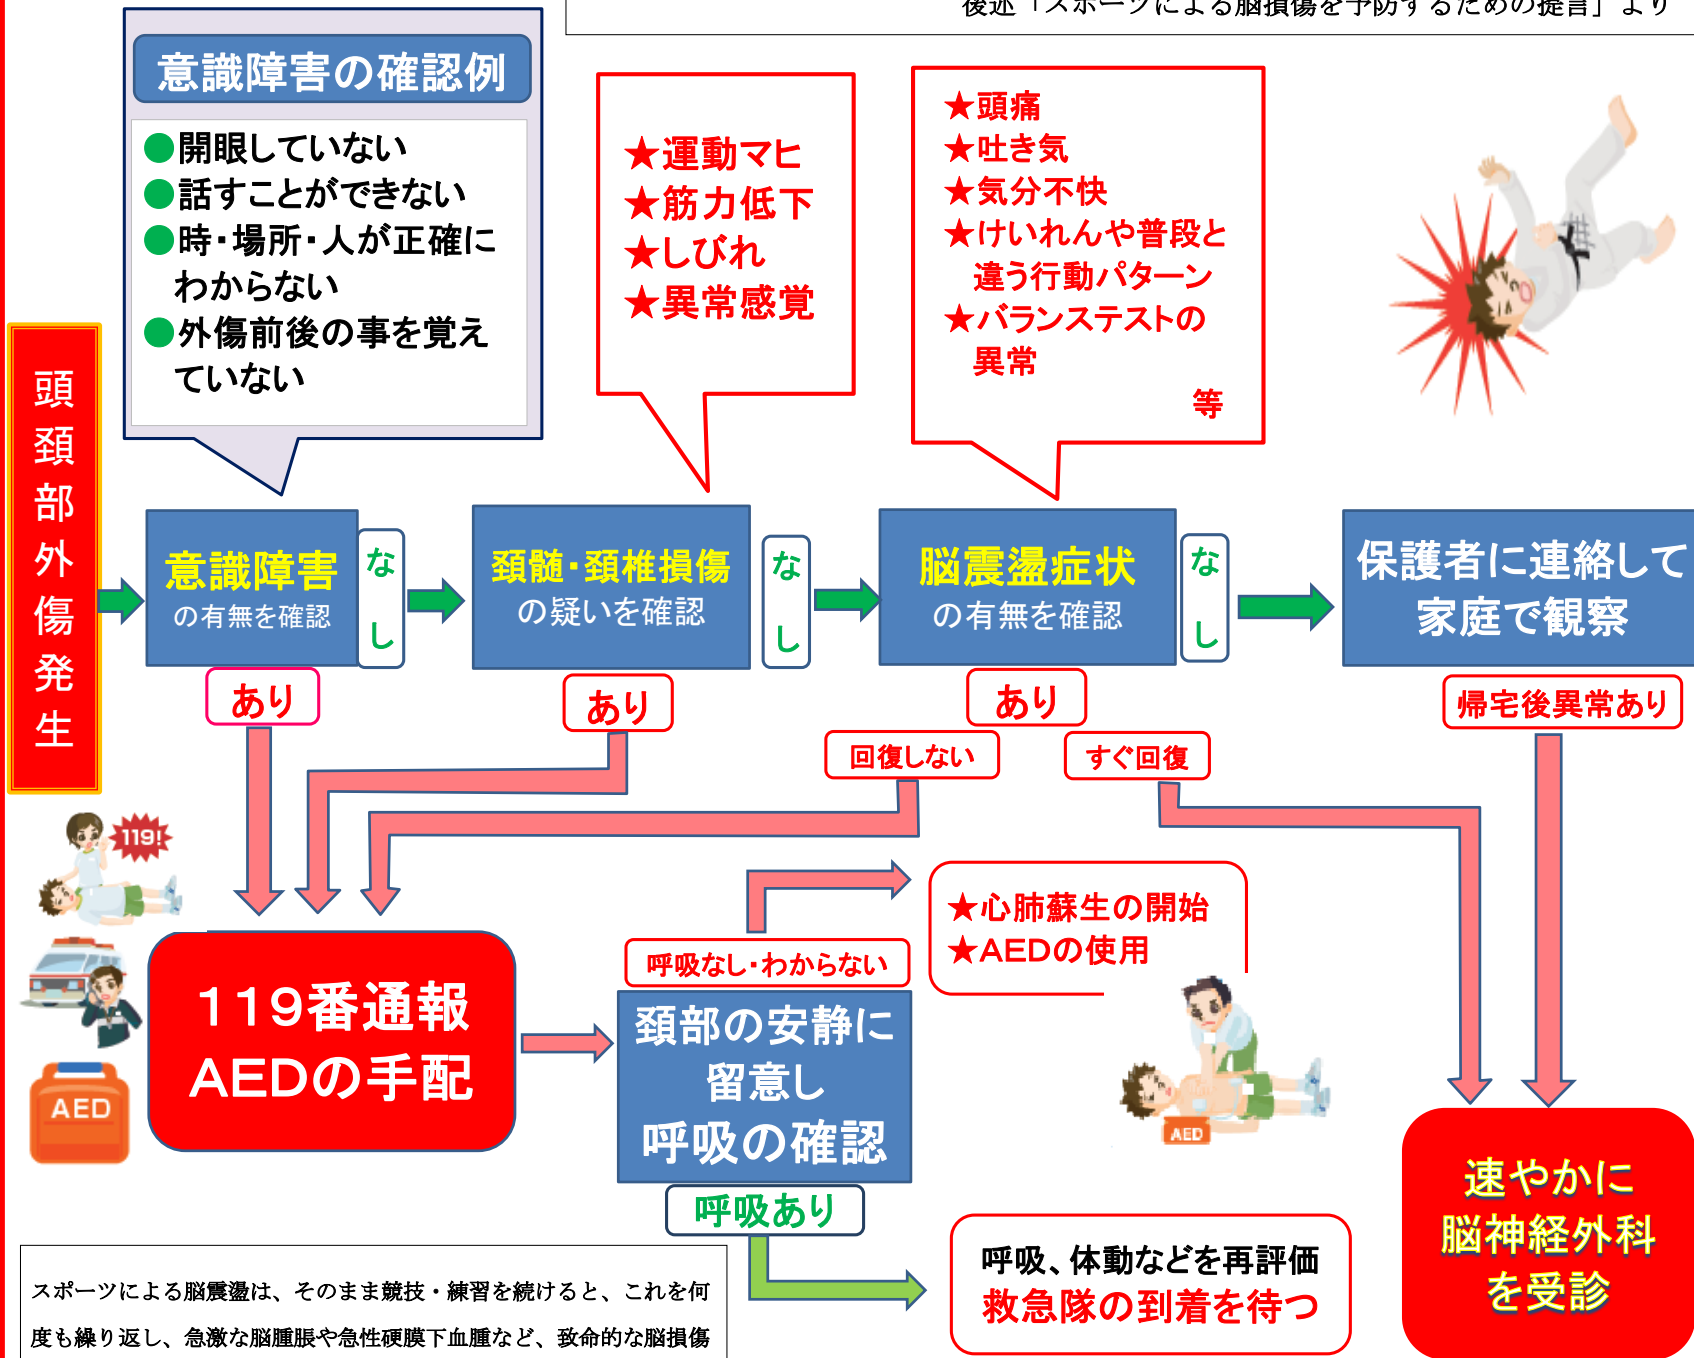 後述「スポーツによる脳損傷を予防するための提言」より
意識障害の確認例
●開眼していない
●話すことができない
●時・場所・人が正確に
わからない
●外傷前後の事を覚え
ていない
★運動マヒ
★筋力低下
★しびれ
★異常感覚
★頭痛
★吐き気
★気分不快
★けいれんや普段と
違う行動パターン
★バランステストの
異常
等
頭頚部外傷発生
意識障害
の有無を確認
なし
頚髄・頚椎損傷
の疑いを確認
なし
脳震盪症状
の有無を確認
なし
保護者に連絡して
家庭で観察
あり
あり
あり
帰宅後異常あり
回復しない
すぐ回復
119!
119番通報
AEDの手配
AED
呼吸なし・わからない
★心肺蘇生の開始
★AEDの使用
頚部の安静に
留意し
呼吸の確認
AED
呼吸あり
呼吸、体動などを再評価
救急隊の到着を待つ
速やかに
脳神経外科
を受診
スポーツによる脳震盪は、そのまま競技・練習を続けると、これを何
度も繰り返し、急激な脳腫脹や急性硬膜下血腫など、致命的な脳損傷